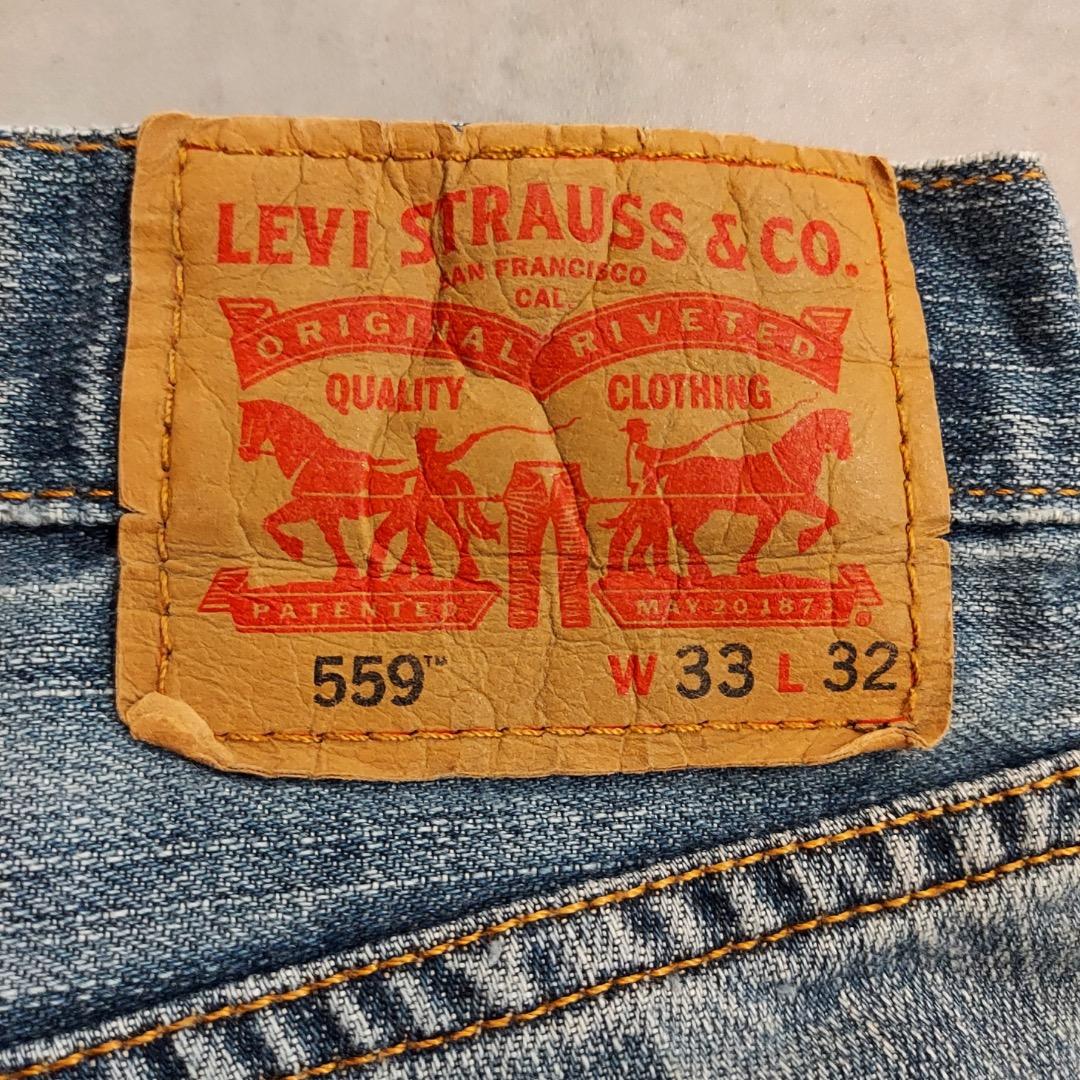 LEVI STRAUSS & CO.
SAN FRANCISCO
CAL.
ORIGINAL RIVETED
QUALITY CLOTHING
PATENTED MAY 20 1873 ®
559™ W 33 L 32